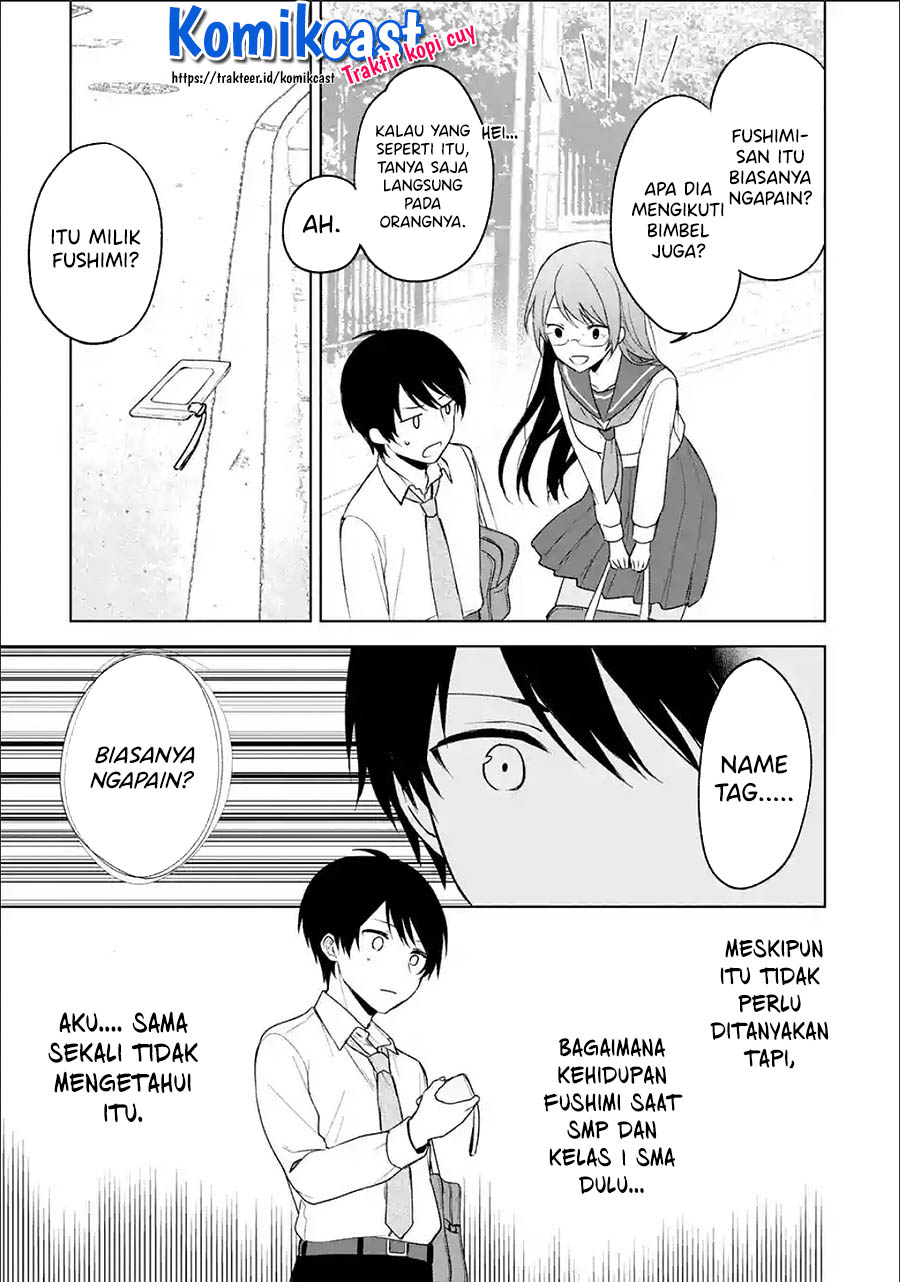 Komikcast
Traktir kopi cuy
https://trakteer.id/komikcast
FUSHIMI-
SAN ITU
BIASANYA
NGAPAIN?
APA DIA
MENGIKUTI
BIMBEL
JUGA?
HEI...
KALAU YANG
SEPERTI ITU,
TANYA SAJA
LANGSUNG
PADA
ORANGNYA.
AH.
ITU MILIK
FUSHIMI?
NAME
TAG.....
BIASANYA
NGAPAIN?
MESKIPUN
ITU TIDAK
PERLU
DITANYAKAN
TAPI,
BAGAIMANA
KEHIDUPAN
FUSHIMI SAAT
SMP DAN
KELAS 1 SMA
DULU...
AKU.... SAMA
SEKALI TIDAK
MENGETAHUI
ITU.